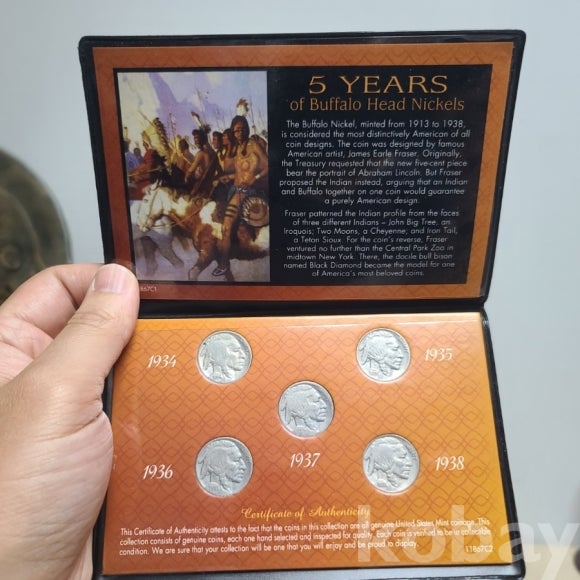 5 YEARS
of Buffalo Head Nickels
The Buffalo Nickel, minted from 1913 to 1938,
is considered the most distinctively American of all
coin designs. The coin was designed by famous
American artist, James Earle Fraser. Originally,
the Treasury requested that the new five-cent piece
bear the portrait of Abraham Lincoln. But Fraser
proposed the Indian instead, arguing that an Indian
and Buffalo together on one coin would guarantee
a purely American design.
Fraser patterned the Indian profile from the faces
of three different Indians – John Big Tree, an
Iroquois; Two Moons, a Cheyenne; and Iron Tail,
a Teton Sioux. For the coin's reverse, Fraser
ventured no further than the Central Park Zoo in
midtown New York. There, the docile bull bison
named Black Diamond became the model for one
of America's most beloved coins.
11867C1
1934
1935
1937
1936
1938
Certificate of Authenticity
This Certificate of Authenticity attests to the fact that the coins in this collection are all genuine United States Mint coinage. This
collection consists of genuine coins, each one hand selected and inspected for quality. Each coin is verified to be in collectible
condition. We are sure that your collection will be one that you will enjoy and be proud to display.
11867C2